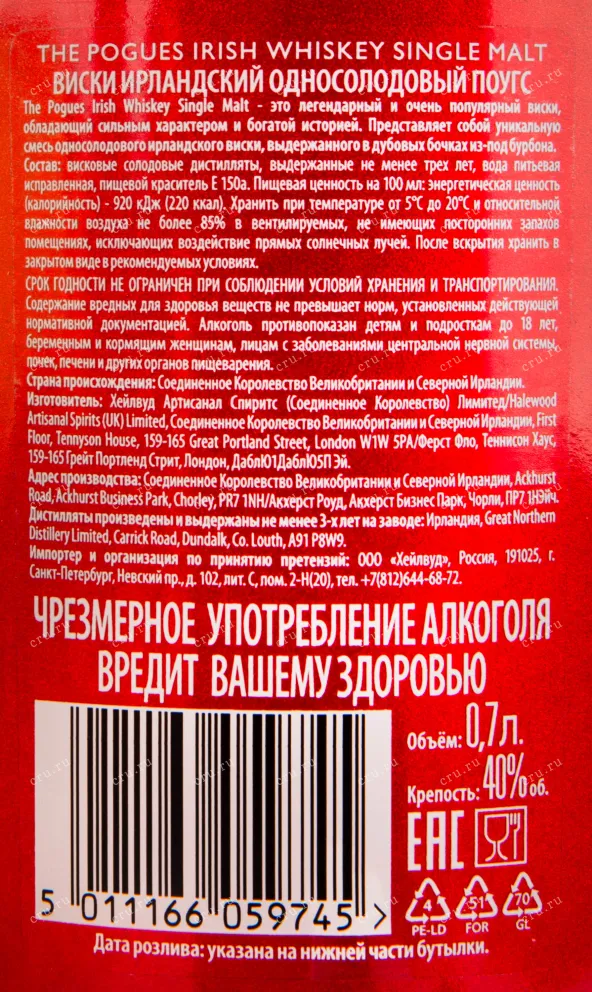 THE POGUES IRISH WHISKEY SINGLE MALT
ВИСКИ ИРЛАНДСКИЙ ОДНОСОЛОДОВЫЙ ПОУГС
The Pogues Irish Whiskey Single Malt - это легендарный и очень популярный виски,
обладающий сильным характером и богатой историей. Представляет собой уникальную
смесь односолодового ирландского виски, выдержанного в дубовых бочках из-под бурбона.
Состав: висковые солодовые дистилляты, выдержанные не менее трех лет, вода питьевая
исправленная, пищевой краситель Е 150а. Пищевая ценность на 100 мл: энергетическая ценность
(калорийность) - 920 кДж (220 ккал). Хранить при температуре от 5°С до 20°С и относительной
влажности воздуха не более 85% в вентилируемых, не имеющих посторонних запахов
помещениях, исключающих воздействие прямых солнечных лучей. После вскрытия хранить в
закрытом виде в рекомендуемых условиях.
СРОК ГОДНОСТИ НЕ ОГРАНИЧЕН ПРИ СОБЛЮДЕНИИ УСЛОВИЙ ХРАНЕНИЯ И ТРАНСПОРТИРОВАНИЯ.
Содержание вредных для здоровья веществ не превышает норм, установленных действующей
нормативной документацией. Алкоголь противопоказан детям и подросткам до 18 лет,
беременным и кормящим женщинам, лицам с заболеваниями центральной нервной системы,
почек, печени и других органов пищеварения.
Страна происхождения: Соединенное Королевство Великобритании и Северной Ирландии.
Изготовитель: Хейлвуд Артисанал Спиритс (Соединенное Королевство) Лимитед/Halewood
Artisanal Spirits (UK) Limited, Соединенное Королевство Великобритании и Северной Ирландии, First
Floor, Tennyson House, 159-165 Great Portland Street, London W1W 5PA/Ферст Фло, Теннисон Хаус,
159-165 Грейт Портленд Стрит, Лондон, ДаблЮ1ДаблЮ5П Эй.
Адрес производства: Соединенное Королевство Великобритании и Северной Ирландии, Ackhurst
Road, Ackhurst Business Park, Chorley, PR7 1NH/Акхёрст Роуд, Акхёрст Бизнес Парк, Чорли, ПР7 1НЭйч.
Дистилляты произведены и выдержаны не менее 3-х лет на заводе: Ирландия, Great Northern
Distillery Limited, Carrick Road, Dundalk, Co. Louth, A91 P8W9.
Импортер и организация по принятию претензий: ООО «Хейлвуд», Россия, 191025, г.
Санкт-Петербург, Невский пр., д. 102, лит. С, пом. 2-Н(20), тел. +7(812)644-68-72.
ЧРЕЗМЕРНОЕ УПОТРЕБЛЕНИЕ АЛКОГОЛЯ
ВРЕДИТ ВАШЕМУ ЗДОРОВЬЮ
Объём: 0,7 л.
Крепость: 40% об.
EAC
4 51 70
PE-LD FOR GL
5 011166 059745 >
Дата розлива: указана на нижней части бутылки.